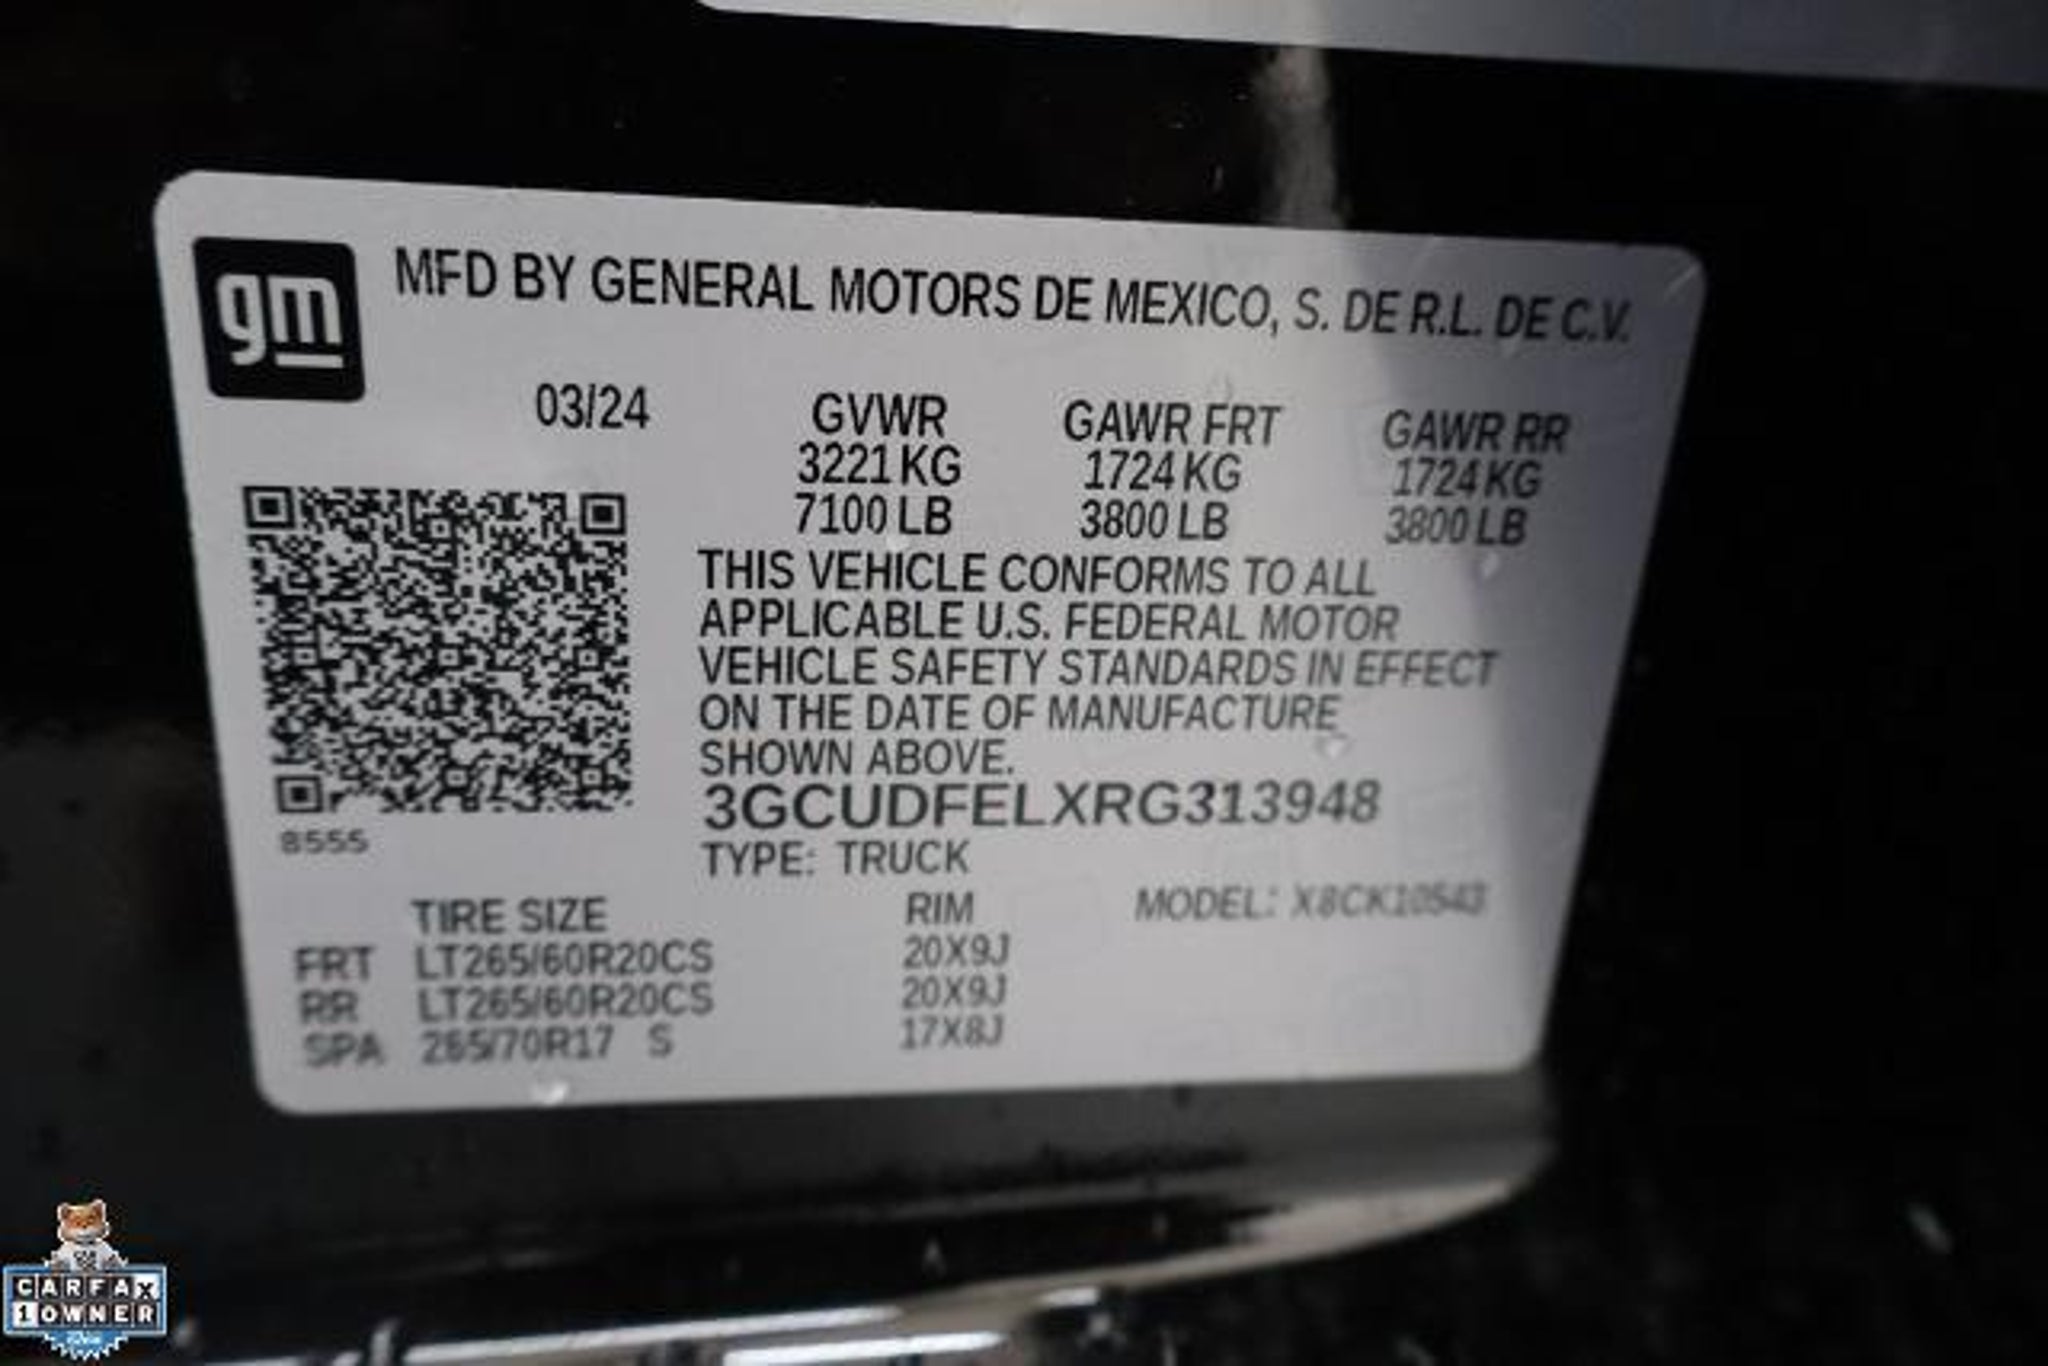 gm
MFD BY GENERAL MOTORS DE MEXICO, S. DE R.L. DE C.V.
03/24 GVWR GAWR FRT GAWR RR
3221 KG 1724 KG 1724 KG
7100 LB 3800 LB 3800 LB
THIS VEHICLE CONFORMS TO ALL
APPLICABLE U.S. FEDERAL MOTOR
VEHICLE SAFETY STANDARDS IN EFFECT
ON THE DATE OF MANUFACTURE
SHOWN ABOVE.
3GCUDFELXRG313948
8555
TYPE: TRUCK
TIRE SIZE RIM MODEL: X8CK10543
FRT LT265/60R20CS 20X9J
RR LT265/60R20CS 20X9J
SPA 265/70R17 S 17X8J
CARFAX
1 OWNER